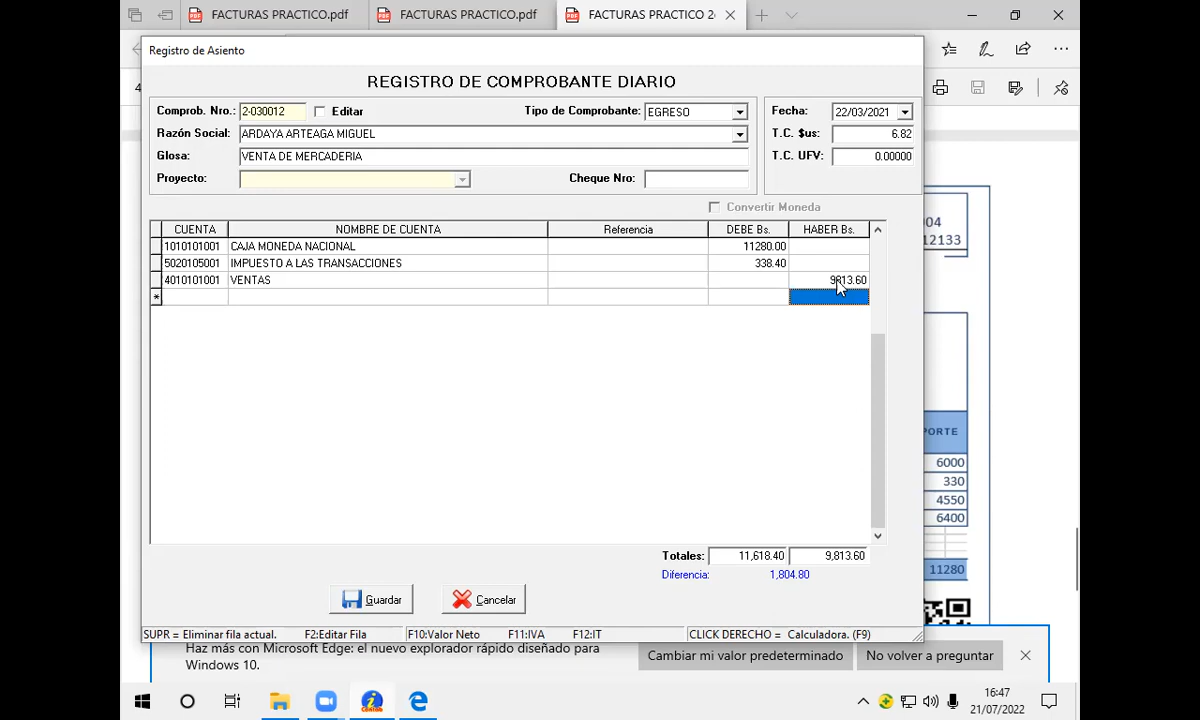 FACTURAS PRACTICO.pdf
FACTURAS PRACTICO.pdf
FACTURAS PRACTICO 2
Registro de Asiento
REGISTRO DE COMPROBANTE DIARIO
Comprob. Nro.: 2-030012 Editar Tipo de Comprobante: EGRESO Fecha: 22/03/2021
Razón Social: ARDAYA ARTEAGA MIGUEL T.C. $us: 6.82
Glosa: VENTA DE MERCADERIA T.C. UFV: 0.00000
Proyecto: Cheque Nro:
Convertir Moneda
CUENTA NOMBRE DE CUENTA Referencia DEBE Bs. HABER Bs.
1010101001 CAJA MONEDA NACIONAL 11280.00
5020105001 IMPUESTO A LAS TRANSACCIONES 338.40
4010101001 VENTAS 9813.60
*
Totales: 11,618.40 9,813.60
Diferencia: 1,804.80
Guardar Cancelar
SUPR = Eliminar fila actual. F2:Editar Fila F10:Valor Neto F11:IVA F12:IT CLICK DERECHO = Calculadora. (F9)
4
004
12133
PORTE
6000
330
4550
6400
11280
Haz más con Microsoft Edge: el nuevo explorador rápido diseñado para
Windows 10.
Cambiar mi valor predeterminado
No volver a preguntar
16:47
21/07/2022